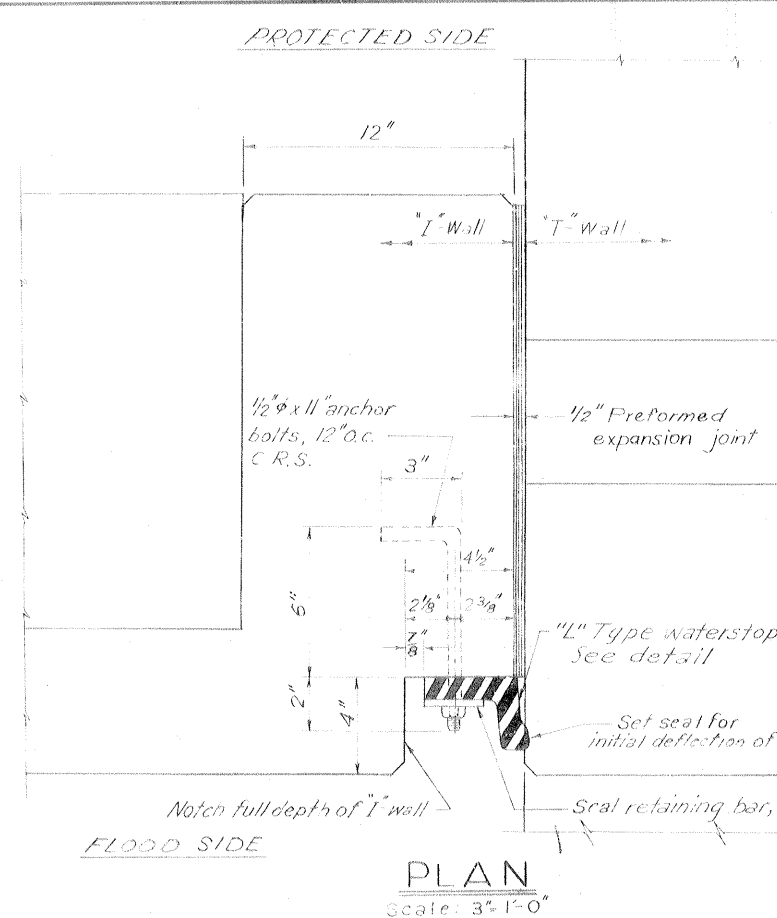 PROTECTED SIDE
12"
"I"-Wall
"T"-Wall
1/2"φ x 11" anchor
bolts, 12" o.c.
C.R.S.
1/2" Preformed
expansion joint
3"
4 1/2"
6"
2 1/8"
2 3/8"
7/8"
"L" Type waterstop
See detail
2"
4"
Set seal for
initial deflection of
Notch full depth of "I" wall
Seal retaining bar,
FLOOD SIDE
PLAN
Scale: 3"=1'-0"